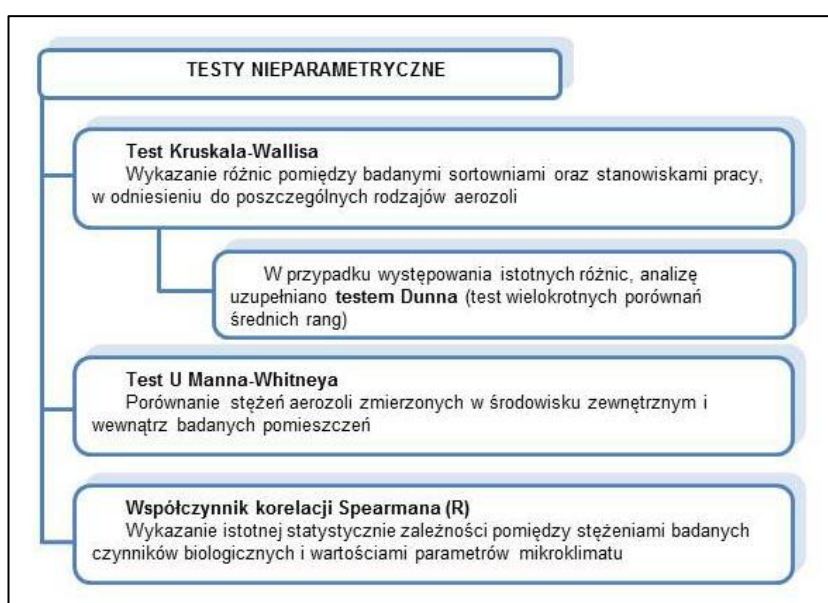 TESTY NIEPARAMETRYCZNE
Test Kruskala-Wallisa
Wykazanie różnic pomiędzy badanymi sortowniami oraz stanowiskami pracy,
w odniesieniu do poszczególnych rodzajów aerozoli
W przypadku występowania istotnych różnic, analizę
uzupełniano testem Dunna (test wielokrotnych porównań
średnich rang)
Test U Manna-Whitneya
Porównanie stężeń aerozoli zmierzonych w środowisku zewnętrznym i
wewnątrz badanych pomieszczeń
Współczynnik korelacji Spearmana (R)
Wykazanie istotnej statystycznie zależności pomiędzy stężeniami badanych
czynników biologicznych i wartościami parametrów mikroklimatu